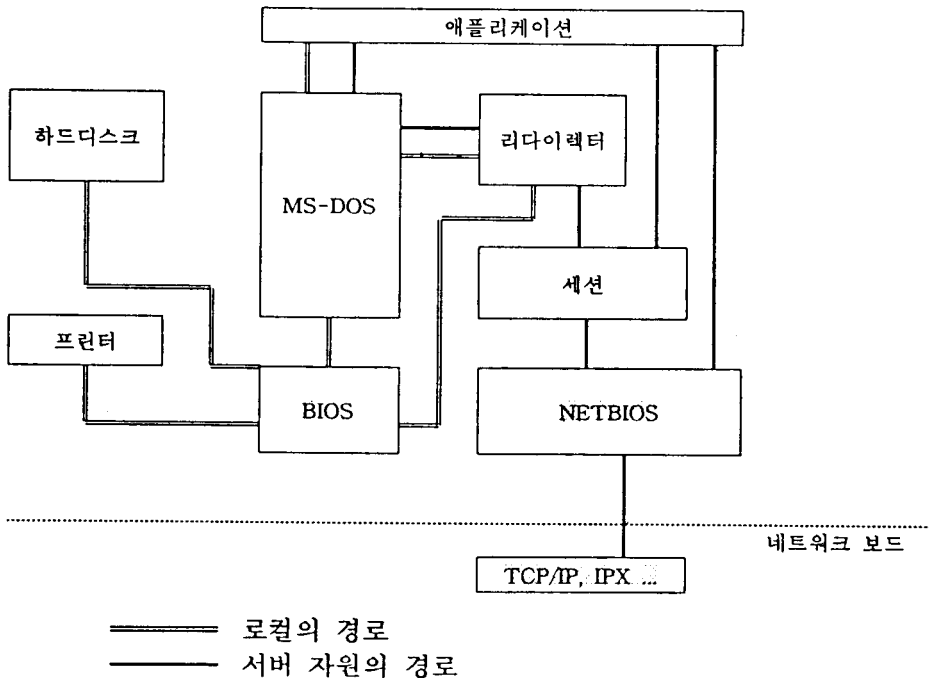 애플리케이션
하드디스크
리다이렉터
MS-DOS
세션
프린터
BIOS
NETBIOS
네트워크 보드
TCP/IP, IPX ...
로컬의 경로
서버 자원의 경로